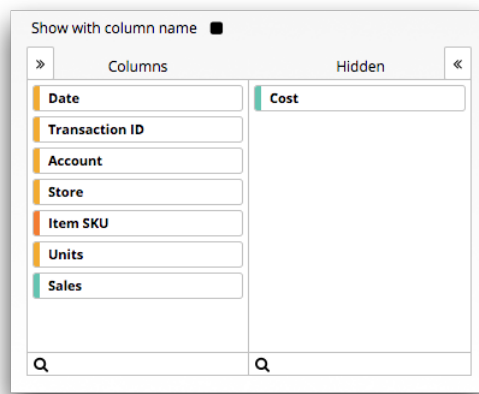 Show with column name
» Columns Hidden «
Date Cost
Transaction ID
Account
Store
Item SKU
Units
Sales